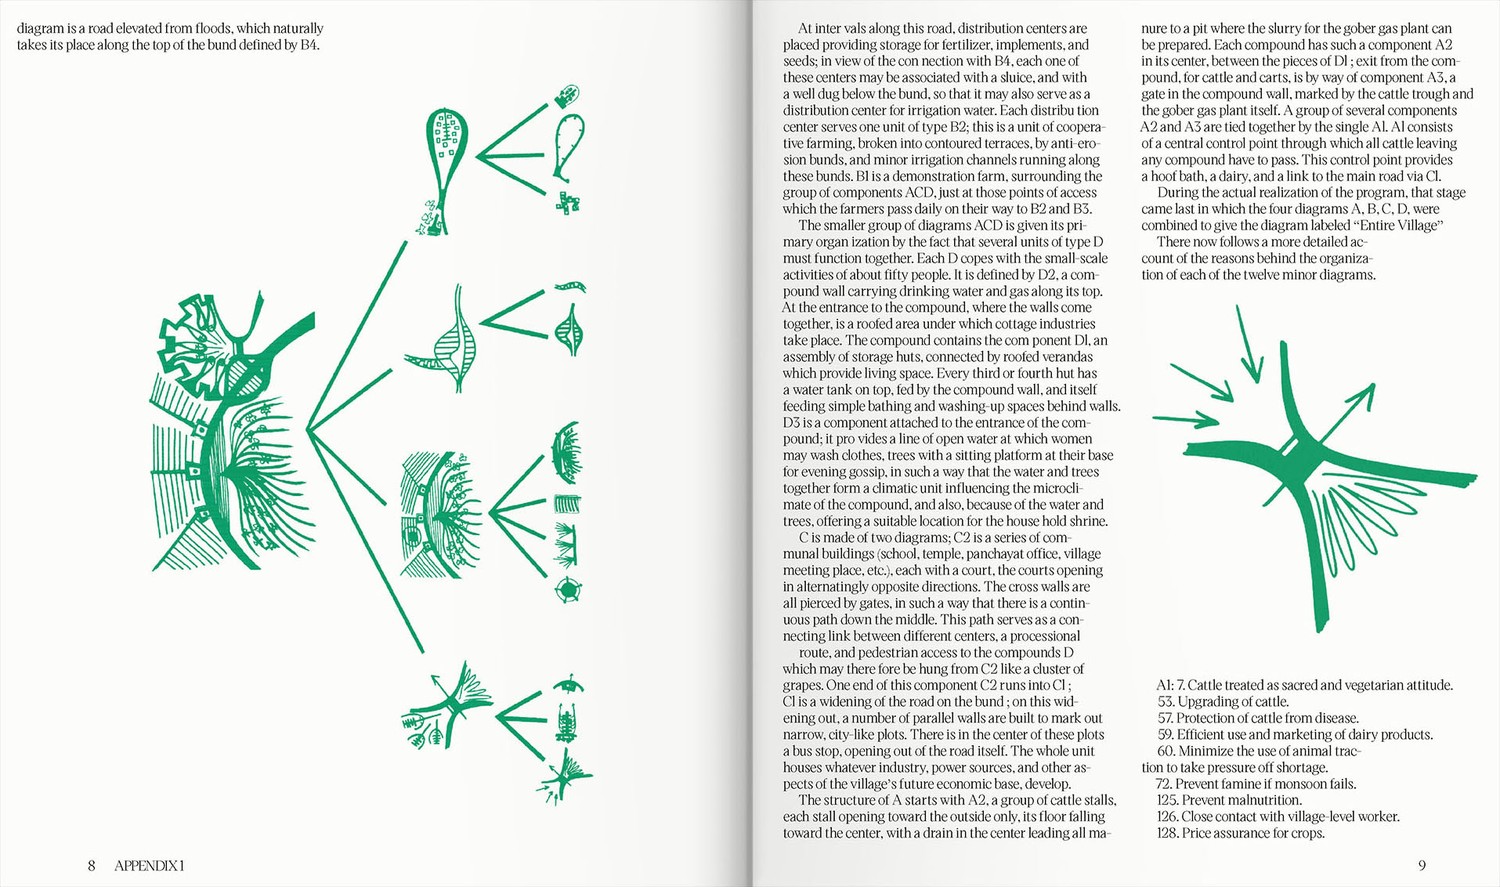 diagram is a road elevated from floods, which naturally
takes its place along the top of the bund defined by B4.
8 APPENDIX 1
At inter vals along this road, distribution centers are
placed providing storage for fertilizer, implements, and
seeds; in view of the con nection with B4, each one of
these centers may be associated with a sluice, and with
a well dug below the bund, so that it may also serve as a
distribution center for irrigation water. Each distribu tion
center serves one unit of type B2; this is a unit of coopera-
tive farming, broken into contoured terraces, by anti-ero-
sion bunds, and minor irrigation channels running along
these bunds. B1 is a demonstration farm, surrounding the
group of components ACD, just at those points of access
which the farmers pass daily on their way to B2 and B3.
The smaller group of diagrams ACD is given its pri-
mary organ ization by the fact that several units of type D
must function together. Each D copes with the small-scale
activities of about fifty people. It is defined by D2, a com-
pound wall carrying drinking water and gas along its top.
At the entrance to the compound, where the walls come
together, is a roofed area under which cottage industries
take place. The compound contains the com ponent D1, an
assembly of storage huts, connected by roofed verandas
which provide living space. Every third or fourth hut has
a water tank on top, fed by the compound wall, and itself
feeding simple bathing and washing-up spaces behind walls.
D3 is a component attached to the entrance of the com-
pound; it pro vides a line of open water at which women
may wash clothes, trees with a sitting platform at their base
for evening gossip, in such a way that the water and trees
together form a climatic unit influencing the microcli-
mate of the compound, and also, because of the water and
trees, offering a suitable location for the house hold shrine.
C is made of two diagrams; C2 is a series of com-
munal buildings (school, temple, panchayat office, village
meeting place, etc.), each with a court, the courts opening
in alternatingly opposite directions. The cross walls are
all pierced by gates, in such a way that there is a contin-
uous path down the middle. This path serves as a con-
necting link between different centers, a processional
route, and pedestrian access to the compounds D
which may there fore be hung from C2 like a cluster of
grapes. One end of this component C2 runs into C1 ;
C1 is a widening of the road on the bund ; on this wid-
ening out, a number of parallel walls are built to mark out
narrow, city-like plots. There is in the center of these plots
a bus stop, opening out of the road itself. The whole unit
houses whatever industry, power sources, and other as-
pects of the village's future economic base, develop.
The structure of A starts with A2, a group of cattle stalls,
each stall opening toward the outside only, its floor falling
toward the center, with a drain in the center leading all ma-
nure to a pit where the slurry for the gober gas plant can
be prepared. Each compound has such a component A2
in its center, between the pieces of D1 ; exit from the com-
pound, for cattle and carts, is by way of component A3, a
gate in the compound wall, marked by the cattle trough and
the gober gas plant itself. A group of several components
A2 and A3 are tied together by the single A1. A1 consists
of a central control point through which all cattle leaving
any compound have to pass. This control point provides
a hoof bath, a dairy, and a link to the main road via C1.
During the actual realization of the program, that stage
came last in which the four diagrams A, B, C, D, were
combined to give the diagram labeled “Entire Village”
There now follows a more detailed ac-
count of the reasons behind the organiza-
tion of each of the twelve minor diagrams.
A1: 7. Cattle treated as sacred and vegetarian attitude.
53. Upgrading of cattle.
57. Protection of cattle from disease.
59. Efficient use and marketing of dairy products.
60. Minimize the use of animal trac-
tion to take pressure off shortage.
72. Prevent famine if monsoon fails.
125. Prevent malnutrition.
126. Close contact with village-level worker.
128. Price assurance for crops.
9